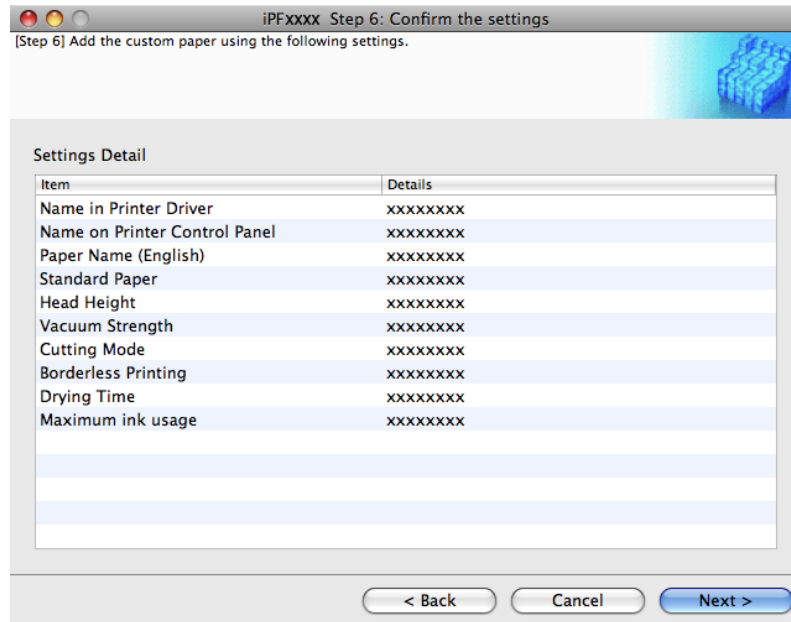 iPFxxxx Step 6: Confirm the settings
[Step 6] Add the custom paper using the following settings.
Settings Detail
Item Details
Name in Printer Driver xxxxxxxx
Name on Printer Control Panel xxxxxxxx
Paper Name (English) xxxxxxxx
Standard Paper xxxxxxxx
Head Height xxxxxxxx
Vacuum Strength xxxxxxxx
Cutting Mode xxxxxxxx
Borderless Printing xxxxxxxx
Drying Time xxxxxxxx
Maximum ink usage xxxxxxxx
< Back Cancel Next >